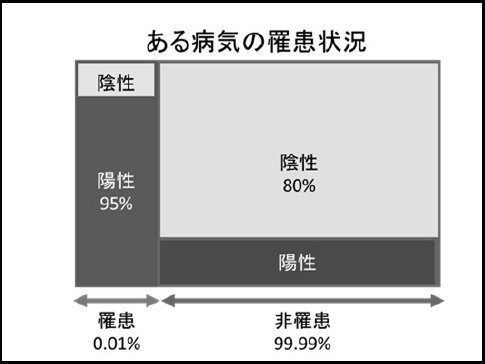 ある病気の罹患状況
陰性
陽性
95%
陰性
80%
陽性
罹患
0.01%
非罹患
99.99%